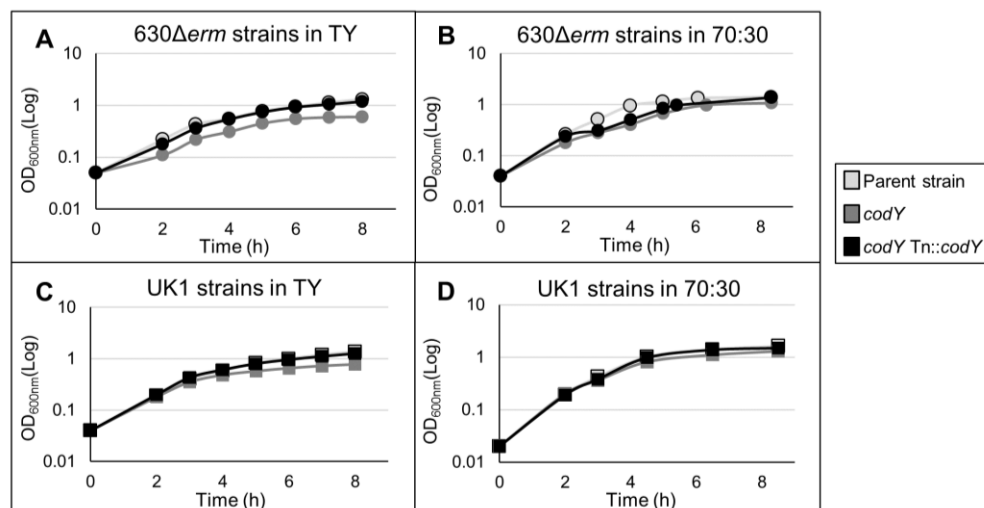 A
630Δerm strains in TY
10
1
0.1
0.01
OD600nm(Log)
0 2 4 6 8
Time (h)
B
630Δerm strains in 70:30
10
1
0.1
0.01
OD600nm(Log)
0 2 4 6 8
Time (h)
Parent strain
codY
codY Tn::codY
C
UK1 strains in TY
10
1
0.1
0.01
OD600nm(Log)
0 2 4 6 8
Time (h)
D
UK1 strains in 70:30
10
1
0.1
0.01
OD600nm(Log)
0 2 4 6 8
Time (h)